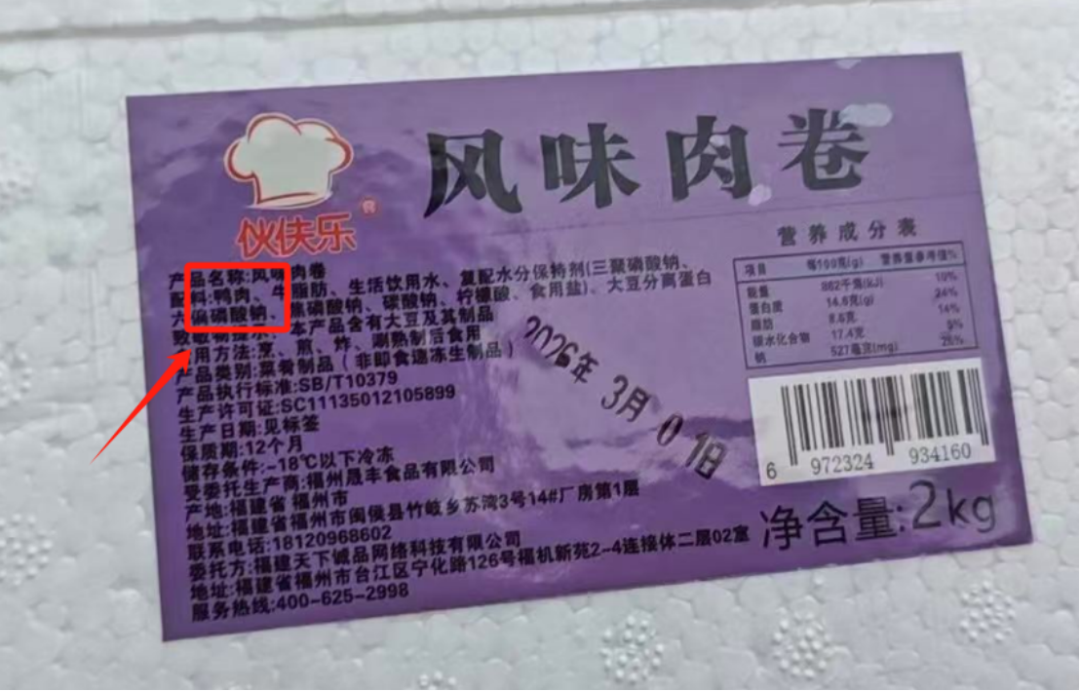 风味肉卷
伙伕乐
产品名称:风味肉卷
配料:鸭肉、牛脂肪、生活饮用水、复配水分保持剂(三聚磷酸钠、
六偏磷酸钠、焦磷酸钠、碳酸钠、柠檬酸、食用盐)、大豆分离蛋白
本产品含有大豆及其制品
用方法:烹、煎、炸、涮熟制后食用
产品类别:菜肴制品(非即食速冻生制品)
产品执行标准:SB/T10379
生产许可证:SC11135012105899
生产日期:见标签
保质期:12个月
储存条件:-18℃以下冷冻
受委托生产商:福州晟丰食品有限公司
产地:福建省 福州市
地址:福建省福州市闽侯县竹岐乡苏湾3号14#厂房第1层
联系电话:18120968602
委托方:福建天下诚品网络科技有限公司
地址:福建省福州市台江区宁化路126号福机新苑2-4连接体二层02室
服务热线:400-625-2998
2026年 3月 01日
营养成分表
项目 每100克(g) 营养素参考值%
能量 862千焦(kJ) 10%
蛋白质 14.6克(g) 24%
脂肪 8.6克 14%
碳水化合物 17.4克
钠 527毫克(mg)
6 972324 934160
净含量:2kg